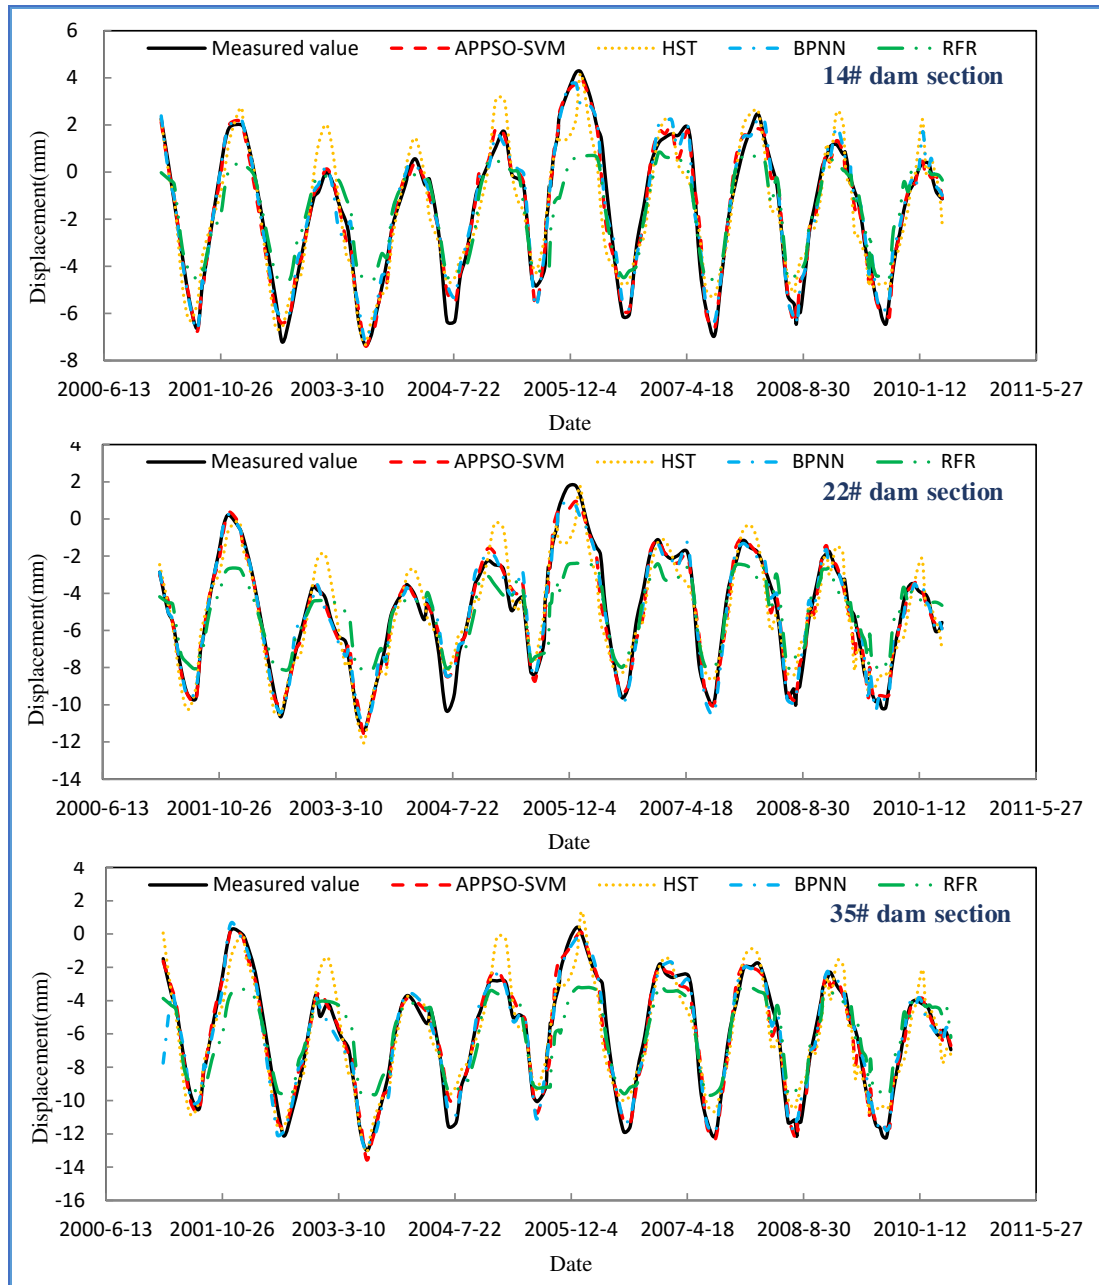 6
Measured value APPSO-SVM HST BPNN RFR
14# dam section
4
2
0
-2
-4
-6
-8
Displacement(mm)
2000-6-13 2001-10-26 2003-3-10 2004-7-22 2005-12-4 2007-4-18 2008-8-30 2010-1-12 2011-5-27
Date
4
Measured value APPSO-SVM HST BPNN RFR
22# dam section
2
0
-2
-4
-6
-8
-10
-12
-14
Displacement(mm)
2000-6-13 2001-10-26 2003-3-10 2004-7-22 2005-12-4 2007-4-18 2008-8-30 2010-1-12 2011-5-27
Date
4
Measured value APPSO-SVM HST BPNN RFR
35# dam section
2
0
-2
-4
-6
-8
-10
-12
-14
-16
Displacement(mm)
2000-6-13 2001-10-26 2003-3-10 2004-7-22 2005-12-4 2007-4-18 2008-8-30 2010-1-12 2011-5-27
Date